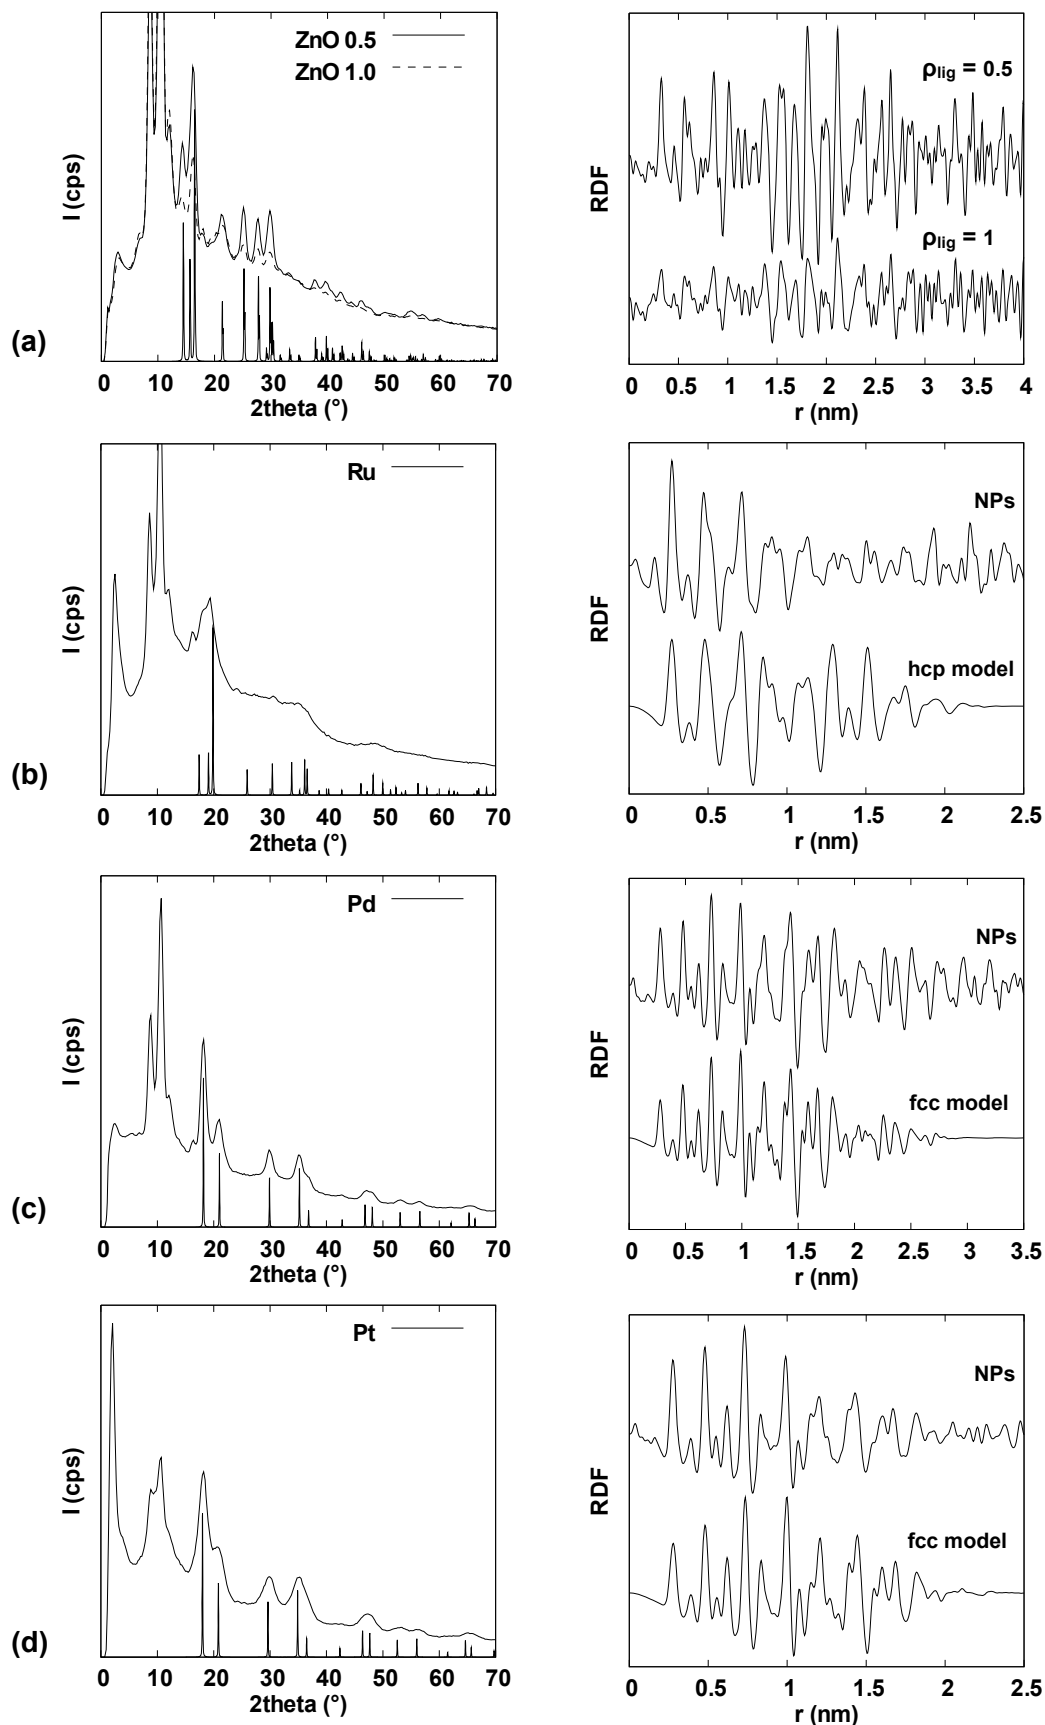 ZnO 0.5
ZnO 1.0
I (cps)
(a)
0 10 20 30 40 50 60 70
2theta (°)
ρlig = 0.5
ρlig = 1
RDF
0 0.5 1 1.5 2 2.5 3 3.5 4
r (nm)
Ru
I (cps)
(b)
0 10 20 30 40 50 60 70
2theta (°)
NPs
hcp model
RDF
0 0.5 1 1.5 2 2.5
r (nm)
Pd
I (cps)
(c)
0 10 20 30 40 50 60 70
2theta (°)
NPs
fcc model
RDF
0 0.5 1 1.5 2 2.5 3 3.5
r (nm)
Pt
I (cps)
(d)
0 10 20 30 40 50 60 70
2theta (°)
NPs
fcc model
RDF
0 0.5 1 1.5 2 2.5
r (nm)